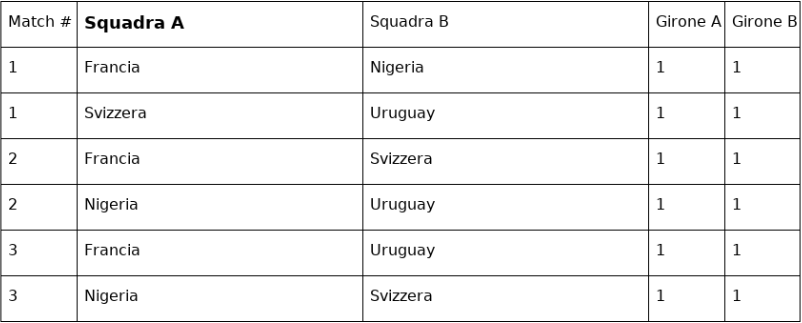 Match # Squadra A Squadra B Girone A Girone B
1 Francia Nigeria 1 1
1 Svizzera Uruguay 1 1
2 Francia Svizzera 1 1
2 Nigeria Uruguay 1 1
3 Francia Uruguay 1 1
3 Nigeria Svizzera 1 1